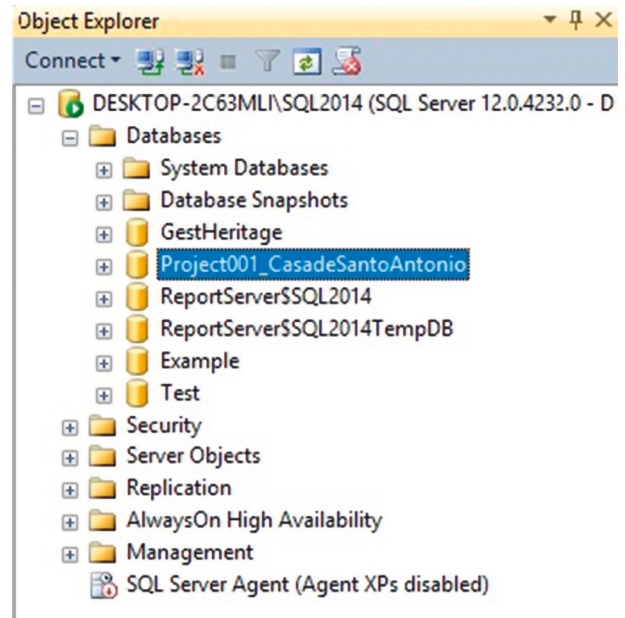 Object Explorer
Connect
DESKTOP-2C63MLI\SQL2014 (SQL Server 12.0.4232.0 - D
Databases
System Databases
Database Snapshots
GestHeritage
Project001_CasadeSantoAntonio
ReportServer$SQL2014
ReportServer$SQL2014TempDB
Example
Test
Security
Server Objects
Replication
AlwaysOn High Availability
Management
SQL Server Agent (Agent XPs disabled)